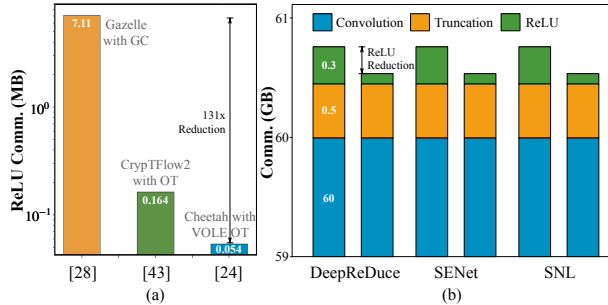 ReLU Comm. (MB)
10⁰
10⁻¹
7.11
Gazelle
with GC
131x
Reduction
CrypTFlow2
with OT
0.164
Cheetah with
VOLE OT
0.054
[28]
[43]
[24]
(a)
Comm. (GB)
61
60
59
Convolution
Truncation
ReLU
0.3
ReLU
Reduction
0.5
60
DeepReDuce
SENet
SNL
(b)